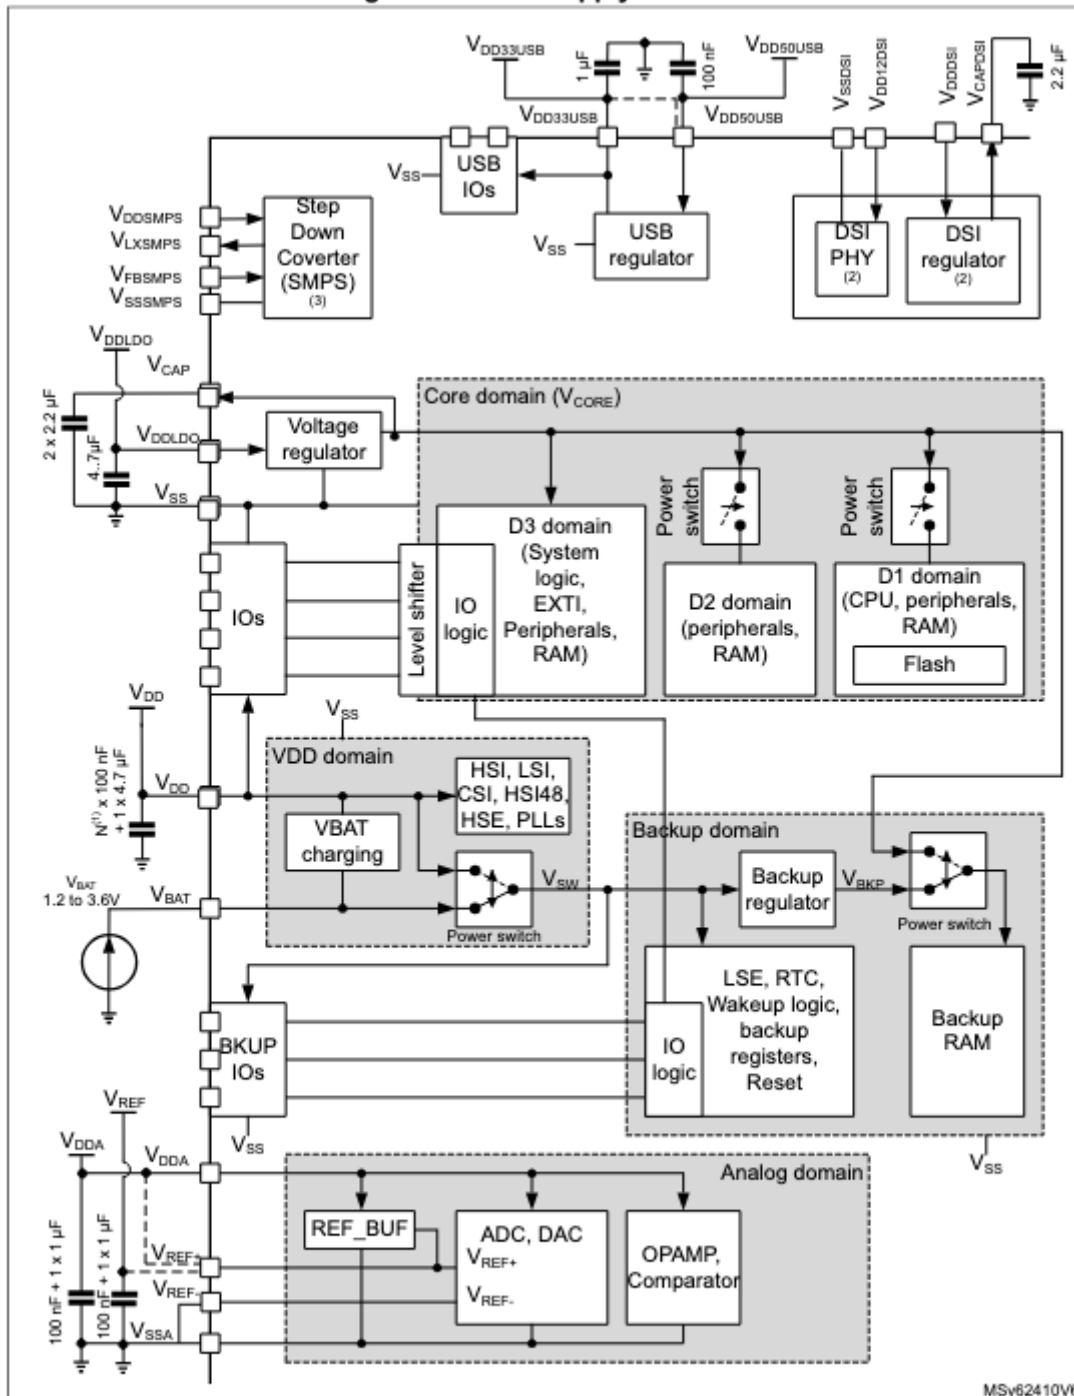 VDD33USB
1 µF
100 nF
VDD50USB
VSSDSI
VDD12DSI
VDDDSI
VCAPDSI
2.2 µF
VDD33USB
VDD50USB
VSS
USB
IOs
VDDSMPS
VLXSMPS
VFBSMPS
VSSSMPS
Step
Down
Coverter
(SMPS)
(3)
VSS
USB
regulator
DSI
PHY
(2)
DSI
regulator
(2)
VDDLDO
VCAP
2 x 2.2 µF
4..7µF
VDDLDO
VSS
Voltage
regulator
Core domain (VCORE)
Power
switch
Power
switch
IOs
Level shifter
IO
logic
D3 domain
(System
logic,
EXTI,
Peripherals,
RAM)
D2 domain
(peripherals,
RAM)
D1 domain
(CPU, peripherals,
RAM)
Flash
VDD
VSS
VDD domain
VDD
N(1) x 100 nF
+ 1 x 4.7 µF
HSI, LSI,
CSI, HSI48,
HSE, PLLs
VBAT
charging
VBAT
1.2 to 3.6V
VBAT
VSW
Power switch
Backup domain
Backup
regulator
VBKP
Power switch
LSE, RTC,
Wakeup logic,
backup
registers,
Reset
IO
logic
Backup
RAM
BKUP
IOs
VSS
VSS
VREF
VDDA
VDDA
Analog domain
100 nF + 1 x 1 µF
100 nF + 1 x 1 µF
VREF+
VREF-
VSSA
REF_BUF
ADC, DAC
VREF+
VREF-
OPAMP,
Comparator
MSv62410V6